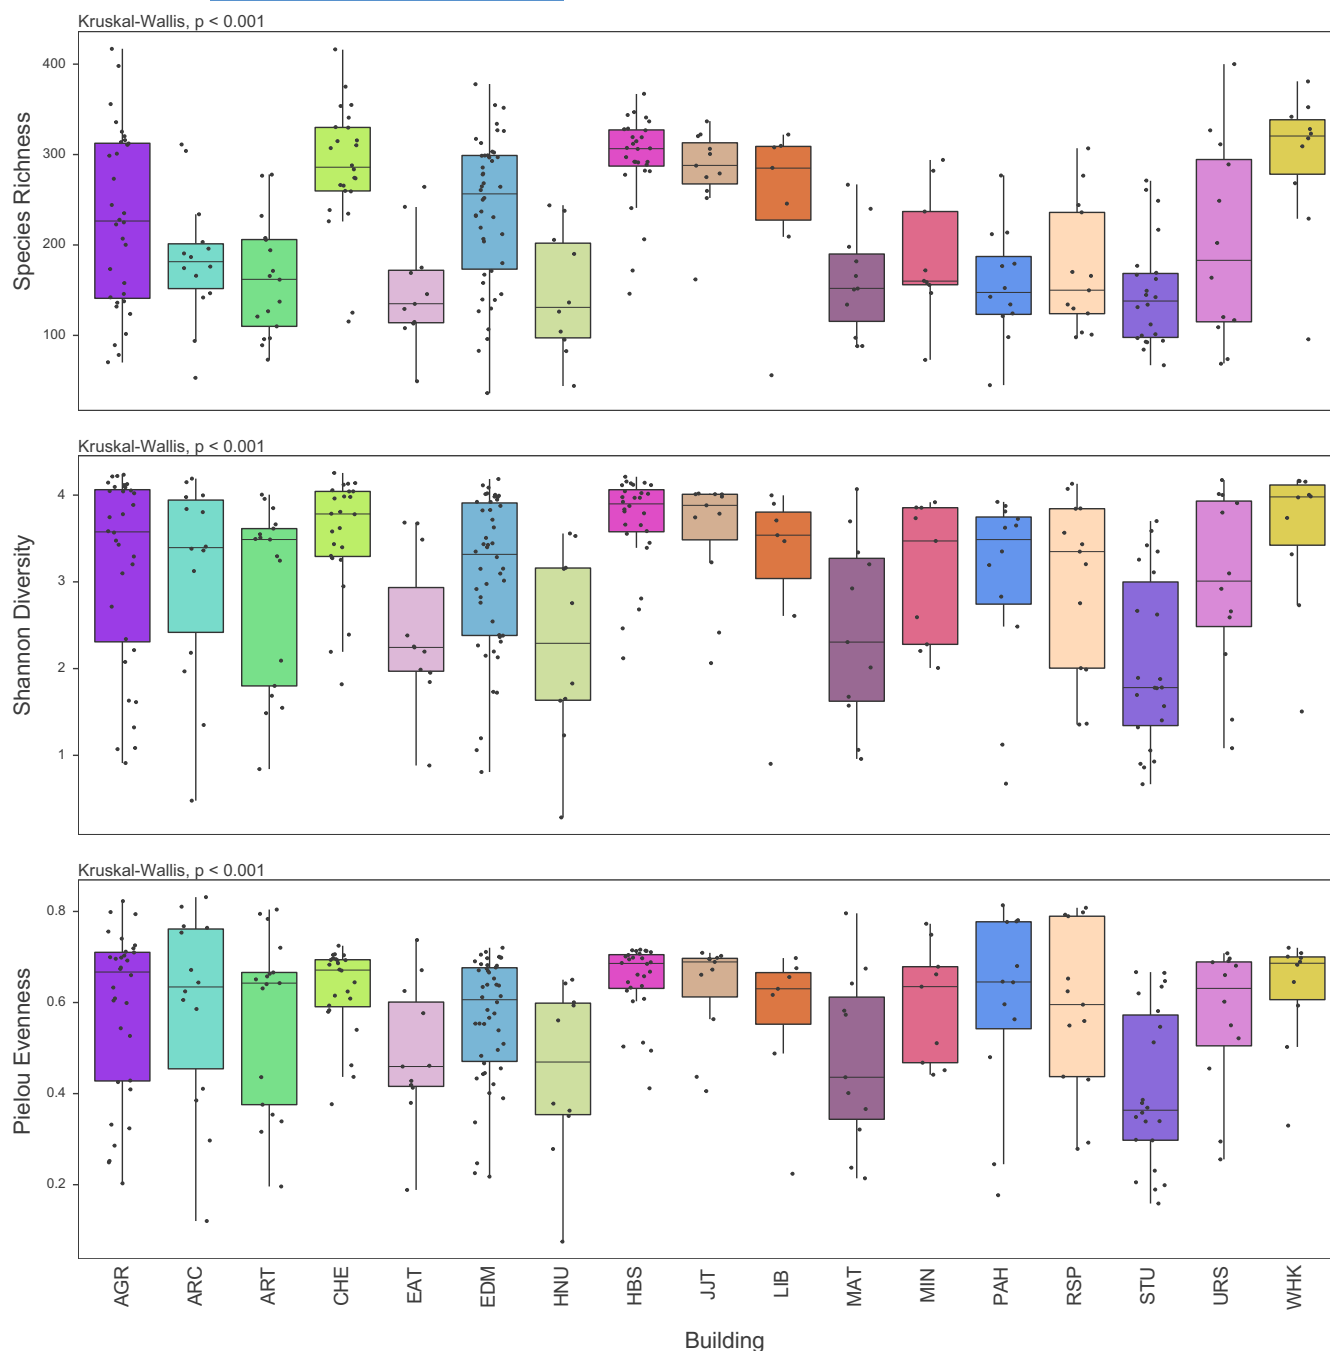 Kruskal-Wallis, p < 0.001
Species Richness
400
300
200
100
Kruskal-Wallis, p < 0.001
Shannon Diversity
4
3
2
1
Kruskal-Wallis, p < 0.001
Pielou Evenness
0.8
0.6
0.4
0.2
AGR ARC ART CHE EAT EDM HNU HBS JJT LIB MAT MIN PAH RSP STU URS WHK
Building